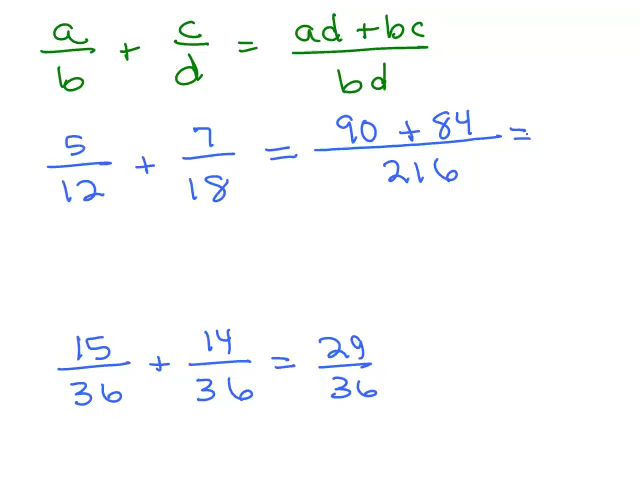 a/b + c/d = (ad + bc)/bd
5/12 + 7/18 = (90 + 84)/216 =
15/36 + 14/36 = 29/36